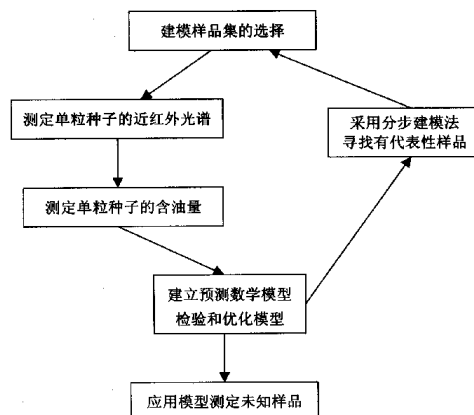 建模样品集的选择
测定单粒种子的近红外光谱
采用分步建模法
寻找有代表性样品
测定单粒种子的含油量
建立预测数学模型
检验和优化模型
应用模型测定未知样品